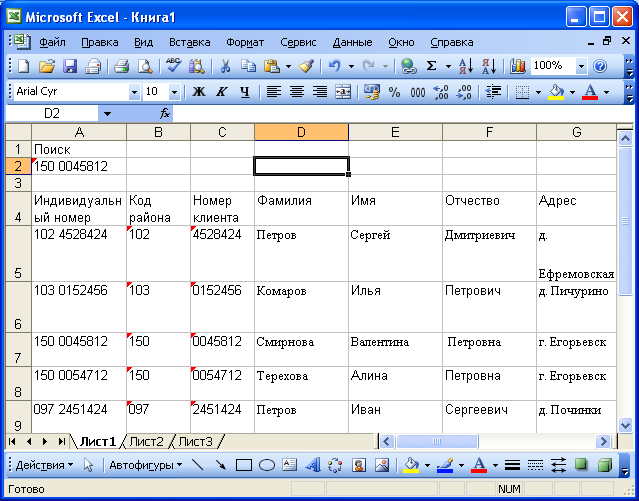 Microsoft Excel - Книга1
Файл Правка Вид Вставка Формат Сервис Данные Окно Справка
100%
Arial Cyr 10 Ж К Ч % 000
D2 fx
A B C D E F G
1 Поиск
2 150 0045812
3
Индивидуальн Код Номер Фамилия Имя Отчество Адрес
4 ый номер района клиента
102 4528424 102 4528424 Петров Сергей Дмитриевич д.
5 Ефремовская
103 0152456 103 0152456 Комаров Илья Петрович д. Пичурино
6
150 0045812 150 0045812 Смирнова Валентина Петровна г. Егорьевск
7
150 0054712 150 0054712 Терехова Алина Петровна г. Егорьевск
8
097 2451424 097 2451424 Петров Иван Сергеевич д. Починки
9
Лист1 Лист2 Лист3
Действия Автофигуры
Готово NUM